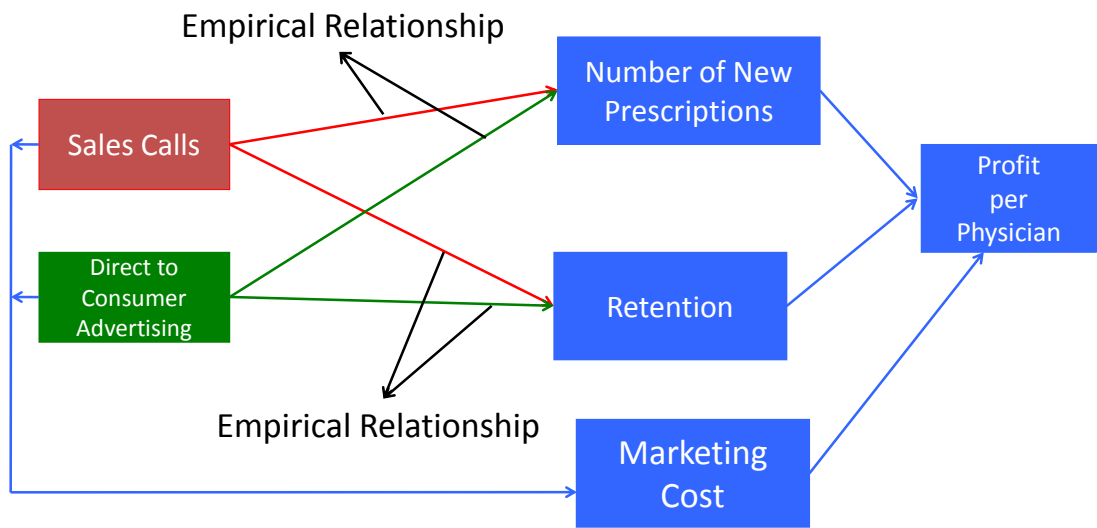 Empirical Relationship
Number of New
Prescriptions
Sales Calls
Profit
per
Physician
Direct to
Consumer
Advertising
Retention
Empirical Relationship
Marketing
Cost